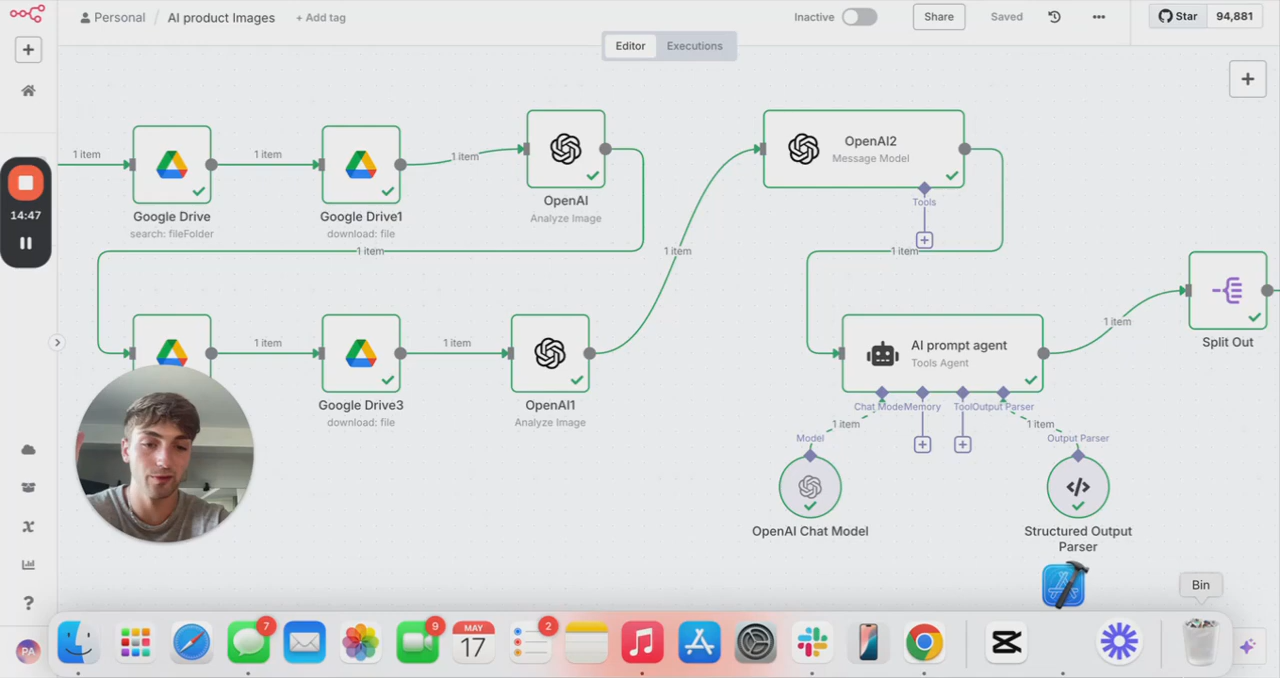 Personal / AI product Images + Add tag
Inactive
Share
Saved
Star 94,881
Editor Executions
1 item
1 item
1 item
Google Drive
search: fileFolder
Google Drive1
download: file
OpenAI
Analyze Image
OpenAI2
Message Model
Tools
14:47
1 item
1 item
1 item
1 item
1 item
Google Drive3
download: file
OpenAI1
Analyze Image
AI prompt agent
Tools Agent
1 item
Split Out
Chat Model
Memory
Tool
Output Parser
1 item
1 item
Model
Output Parser
OpenAI Chat Model
Structured Output
Parser
Bin
7
9
MAY
17
2
PA